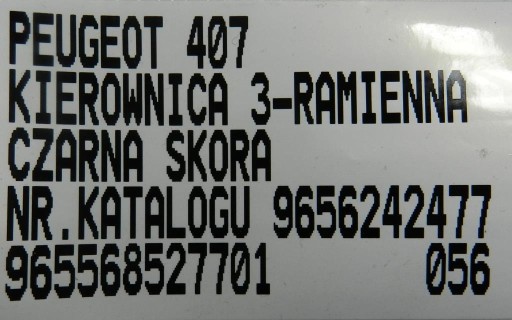 PEUGEOT 407
KIEROWNICA 3-RAMIENNA
CZARNA SKORA
NR.KATALOGU 9656242477
965568527701 056